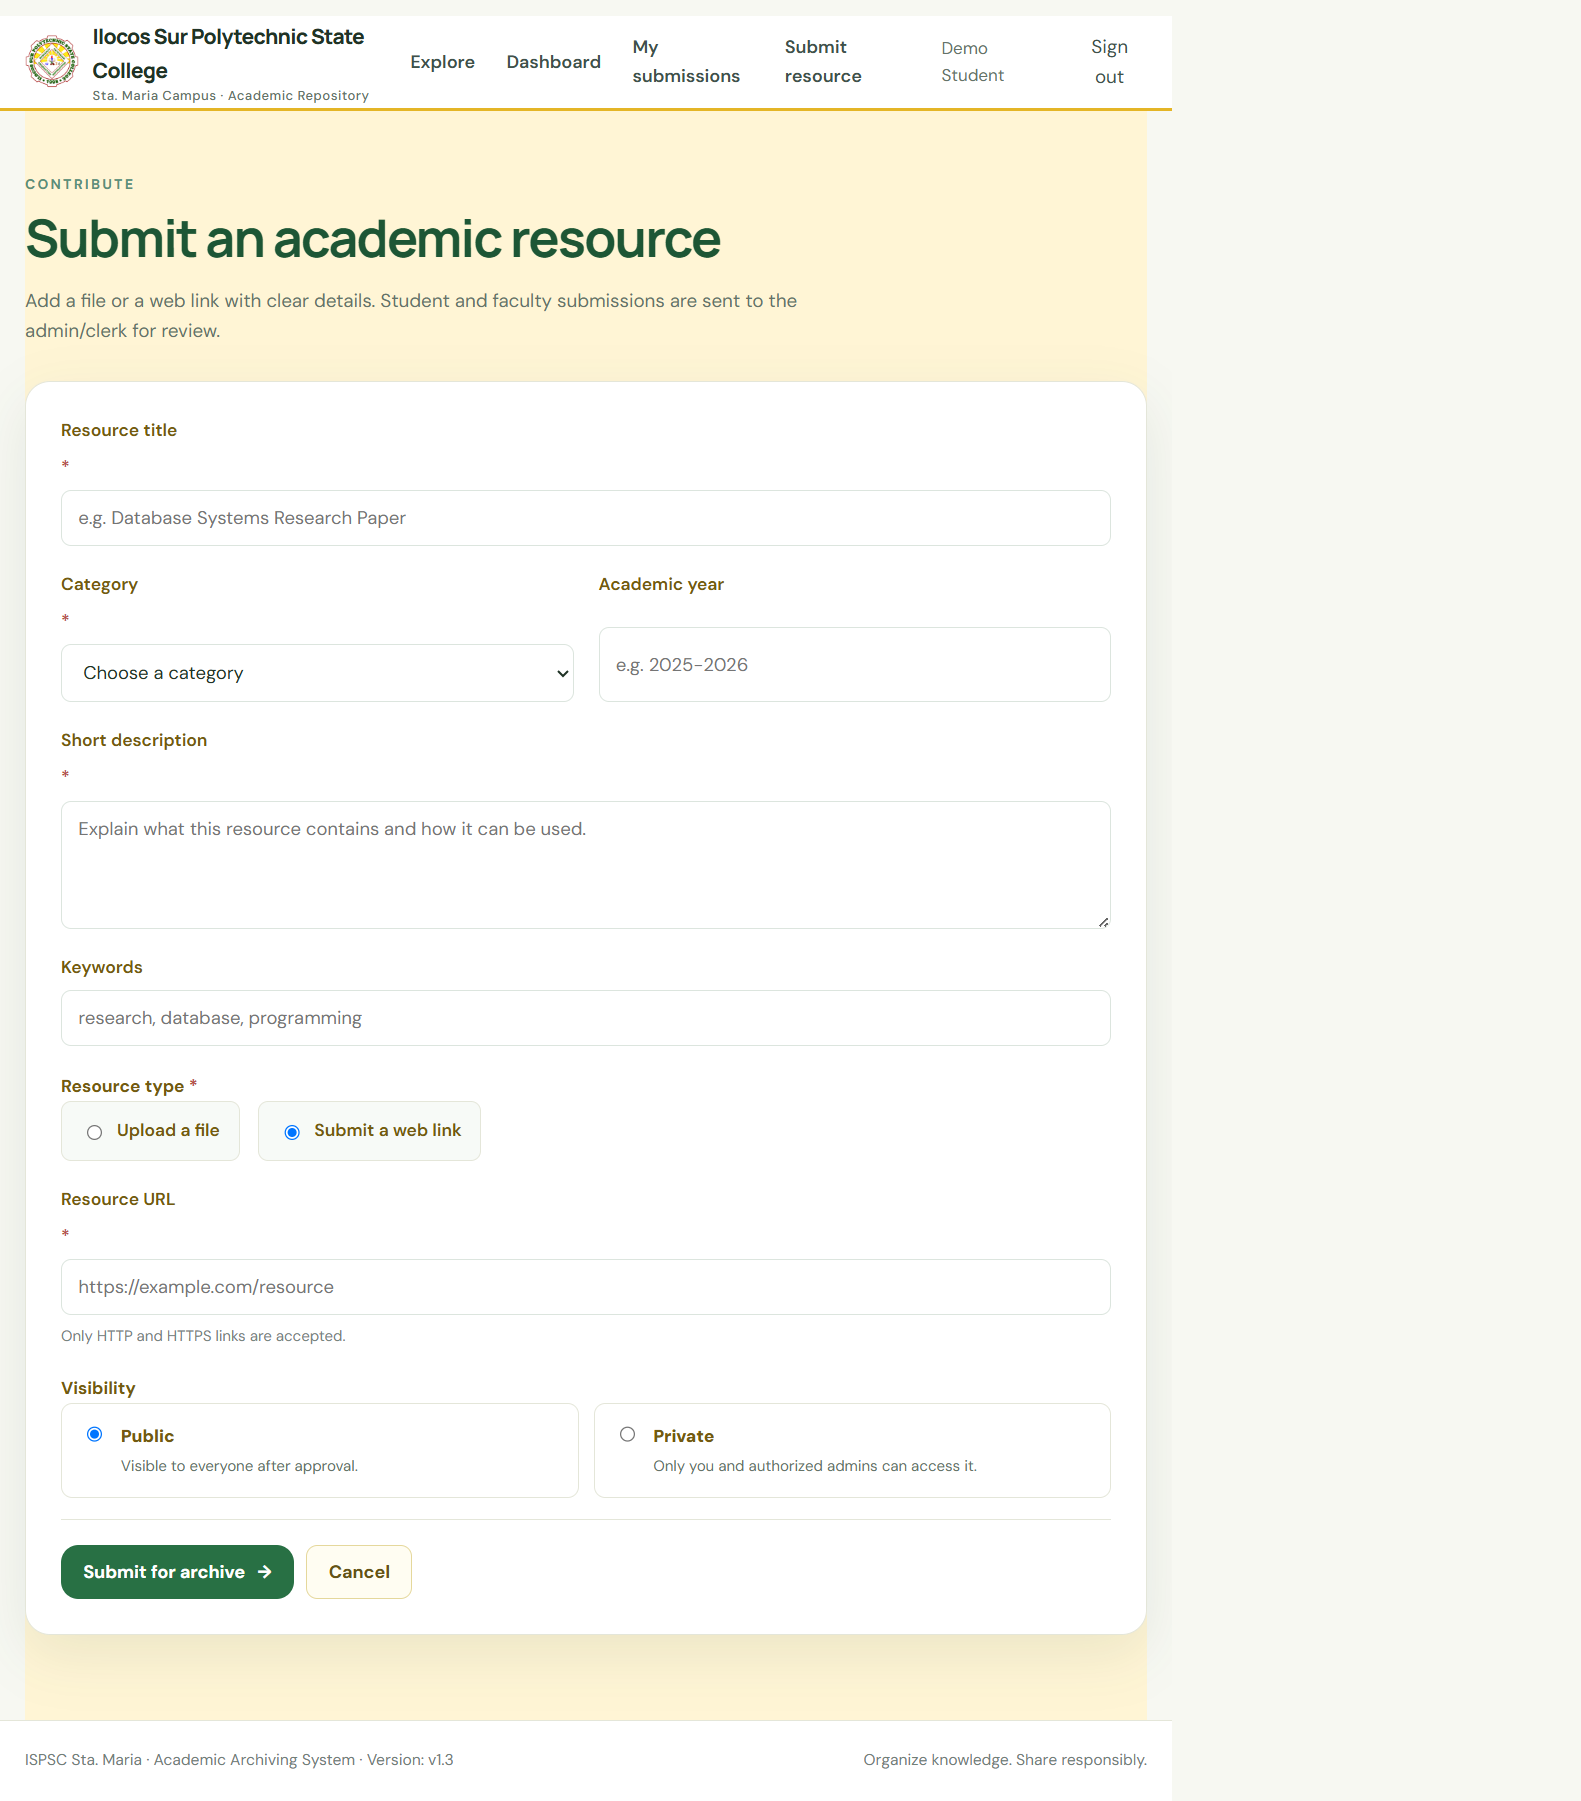 Ilocos Sur Polytechnic State
College
Sta. Maria Campus · Academic Repository
Explore
Dashboard
My
submissions
Submit
resource
Demo
Student
Sign
out
CONTRIBUTE
Submit an academic resource
Add a file or a web link with clear details. Student and faculty submissions are sent to the
admin/clerk for review.
Resource title
*
e.g. Database Systems Research Paper
Category
*
Choose a category
Academic year
e.g. 2025-2026
Short description
*
Explain what this resource contains and how it can be used.
Keywords
research, database, programming
Resource type *
Upload a file
Submit a web link
Resource URL
*
https://example.com/resource
Only HTTP and HTTPS links are accepted.
Visibility
Public
Visible to everyone after approval.
Private
Only you and authorized admins can access it.
Submit for archive →
Cancel
ISPSC Sta. Maria · Academic Archiving System · Version: v1.3
Organize knowledge. Share responsibly.